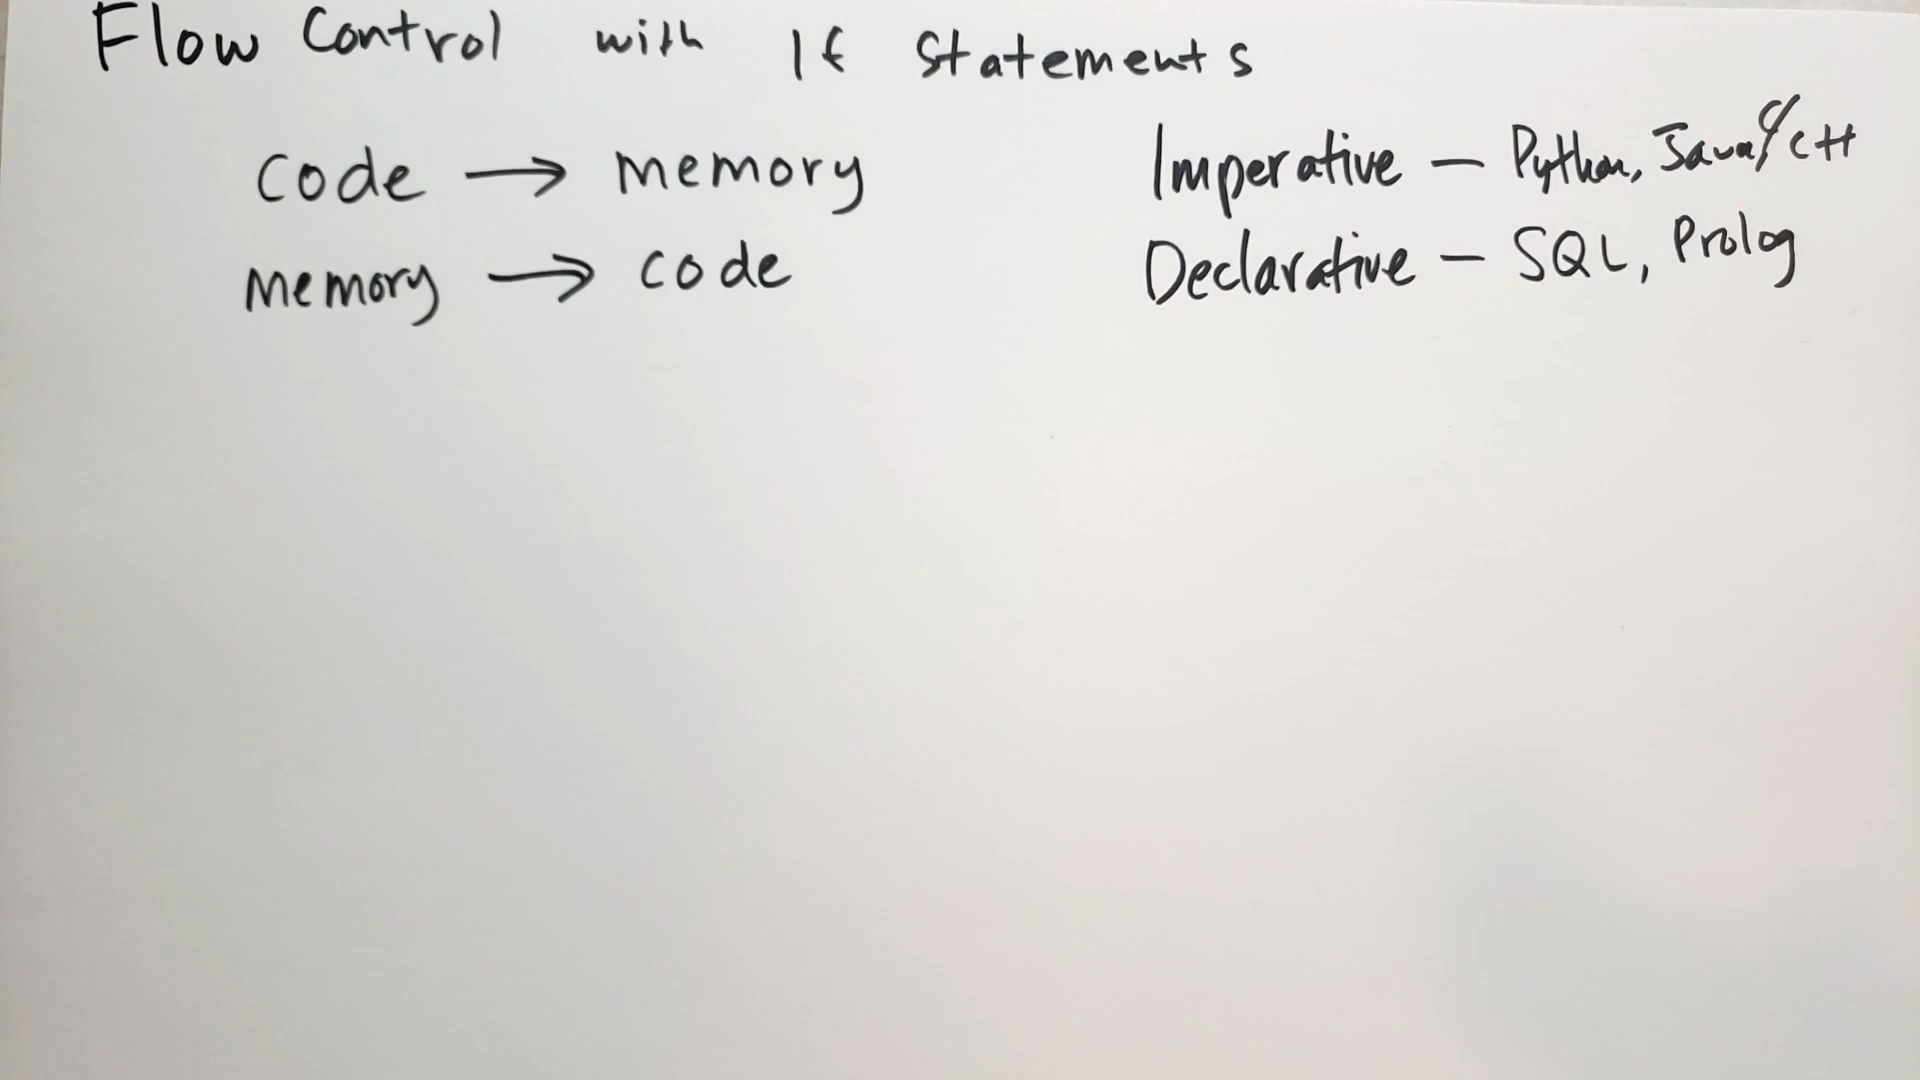 Flow Control with If Statements
code → memory
memory → code
Imperative – Python, Java, C/C++
Declarative – SQL, Prolog